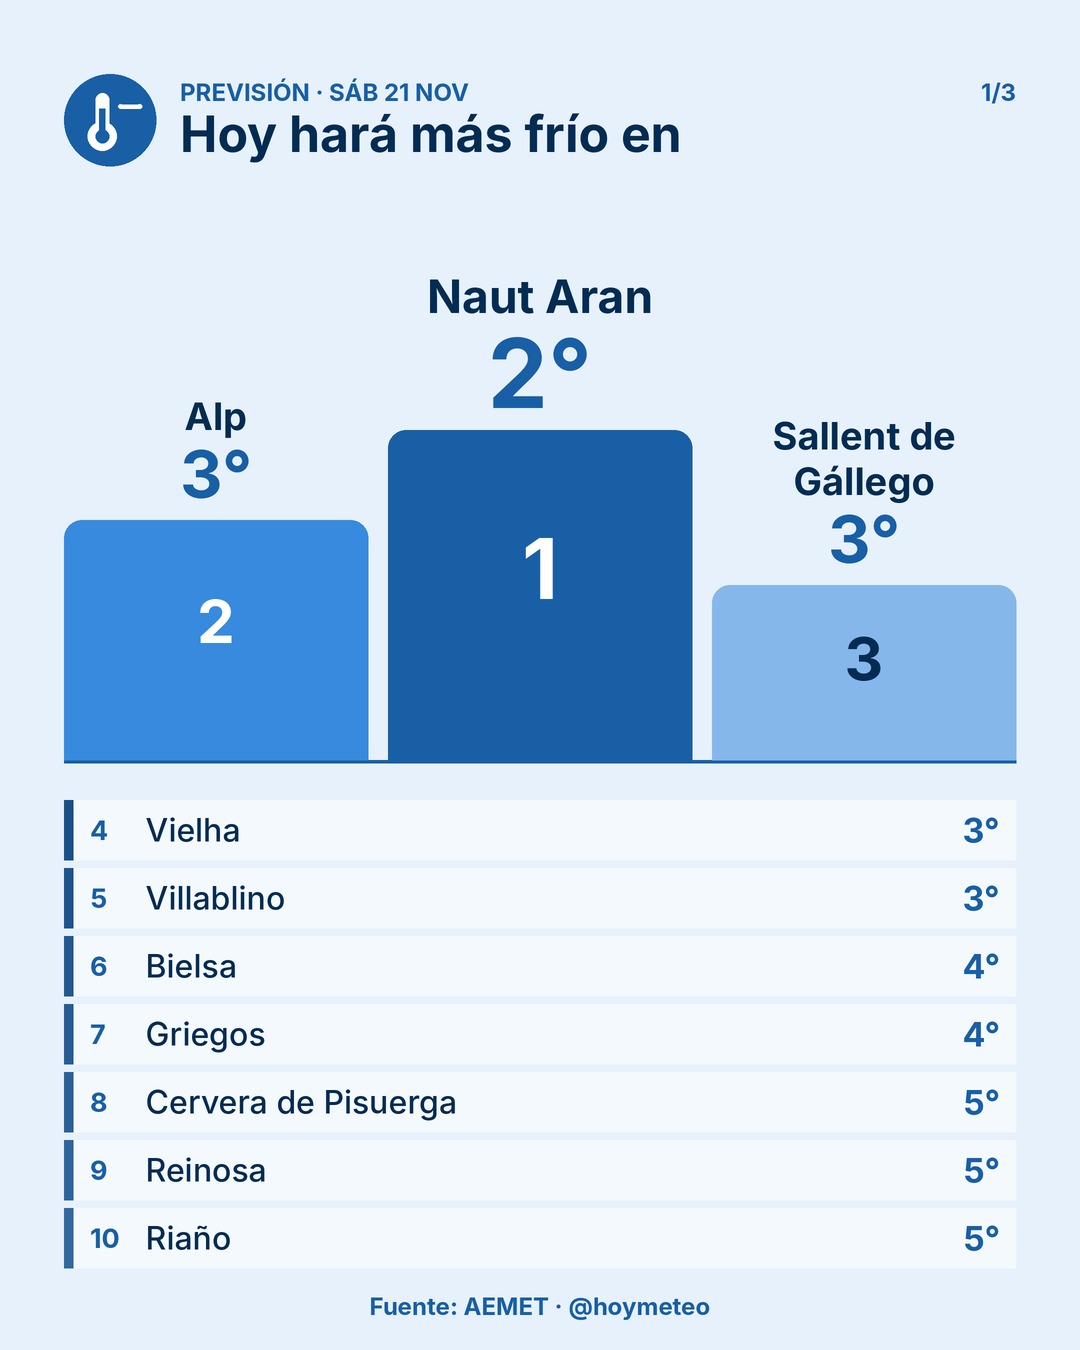 PREVISIÓN · SÁB 21 NOV
1/3
Hoy hará más frío en
Naut Aran
2°
Alp
3°
Sallent de
Gállego
3°
1
2
3
4 Vielha 3°
5 Villablino 3°
6 Bielsa 4°
7 Griegos 4°
8 Cervera de Pisuerga 5°
9 Reinosa 5°
10 Riaño 5°
Fuente: AEMET · @hoymeteo